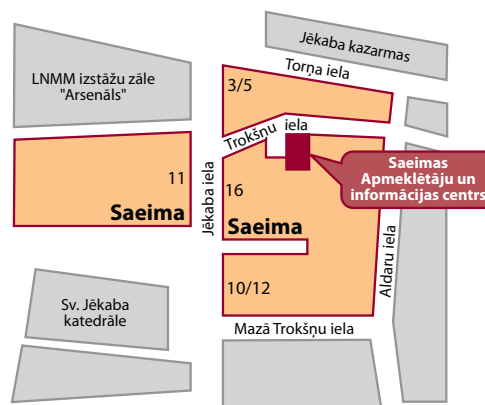 Jēkaba kazarmas
LNMM izstāžu zāle
"Arsenāls"
Torņa iela
3/5
Trokšņu iela
Saeimas
Apmeklētāju un
informācijas centrs
11
Saeima
Jēkaba iela
16
Saeima
Aldaru iela
10/12
Sv. Jēkaba
katedrāle
Mazā Trokšņu iela